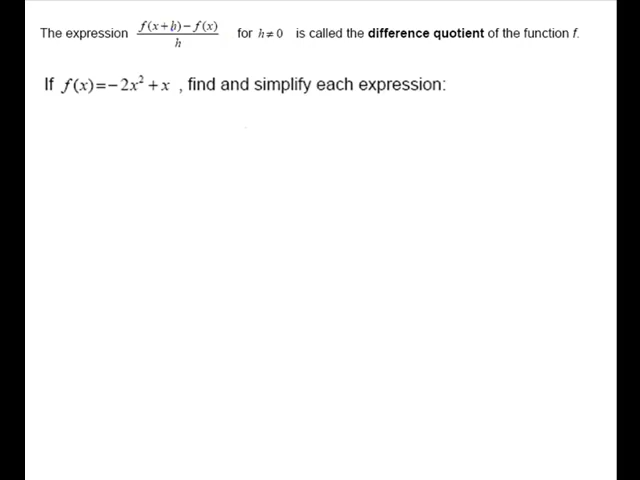 The expression f(x+h)−f(x)/h for h≠0 is called the difference quotient of the function f.
If f(x)=−2x²+x , find and simplify each expression: